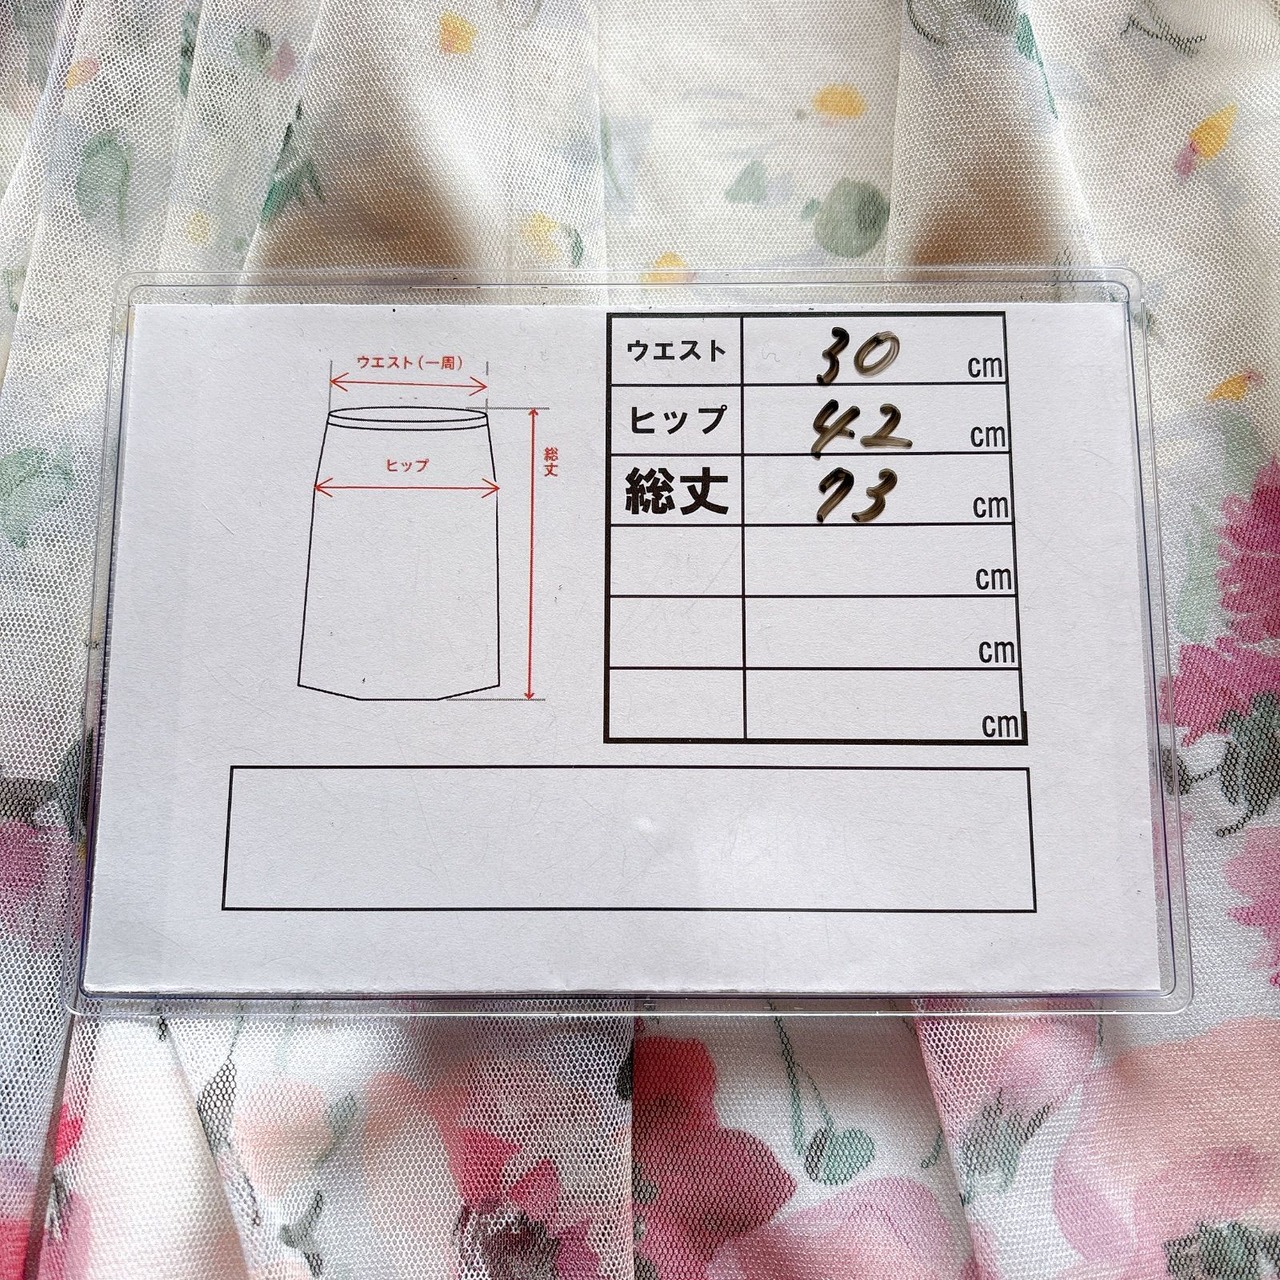 ウエスト(一周)
ヒップ
総丈
ウエスト 30 cm
ヒップ 42 cm
総丈 73 cm
cm
cm
cm